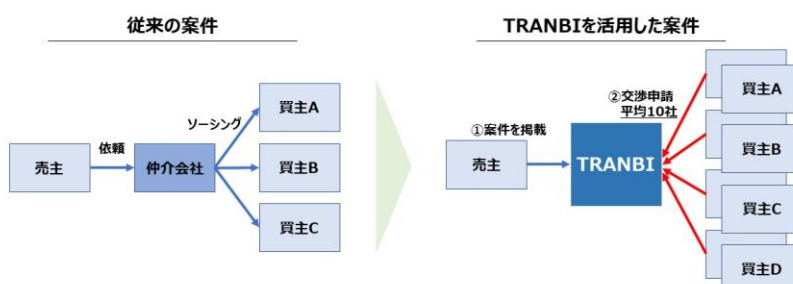 従来の案件
TRANBIを活用した案件
売主
依頼
仲介会社
ソーシング
買主A
買主B
買主C
売主
①案件を掲載
TRANBI
②交渉申請
平均10社
買主A
買主B
買主C
買主D